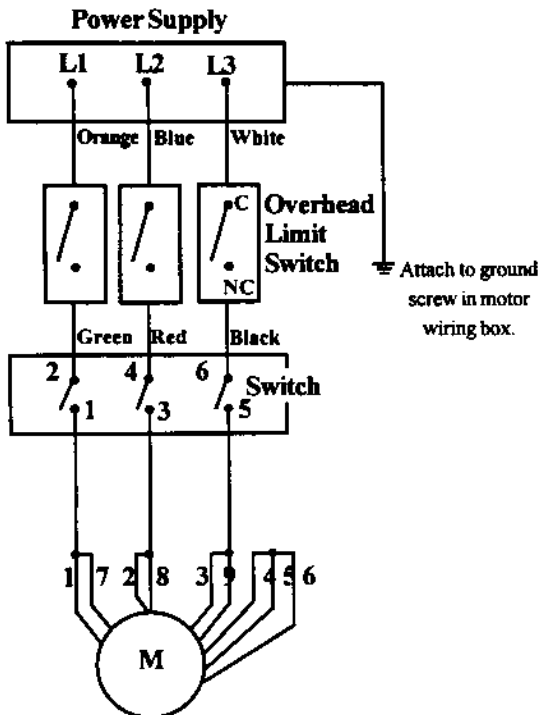 Power Supply
L1 L2 L3
Orange Blue White
C Overhead
Limit
Switch
NC
Attach to ground
screw in motor
wiring box.
Green Red Black
2 4 6 Switch
1 3 5
1 7 2 8 3 9 4 5 6
M